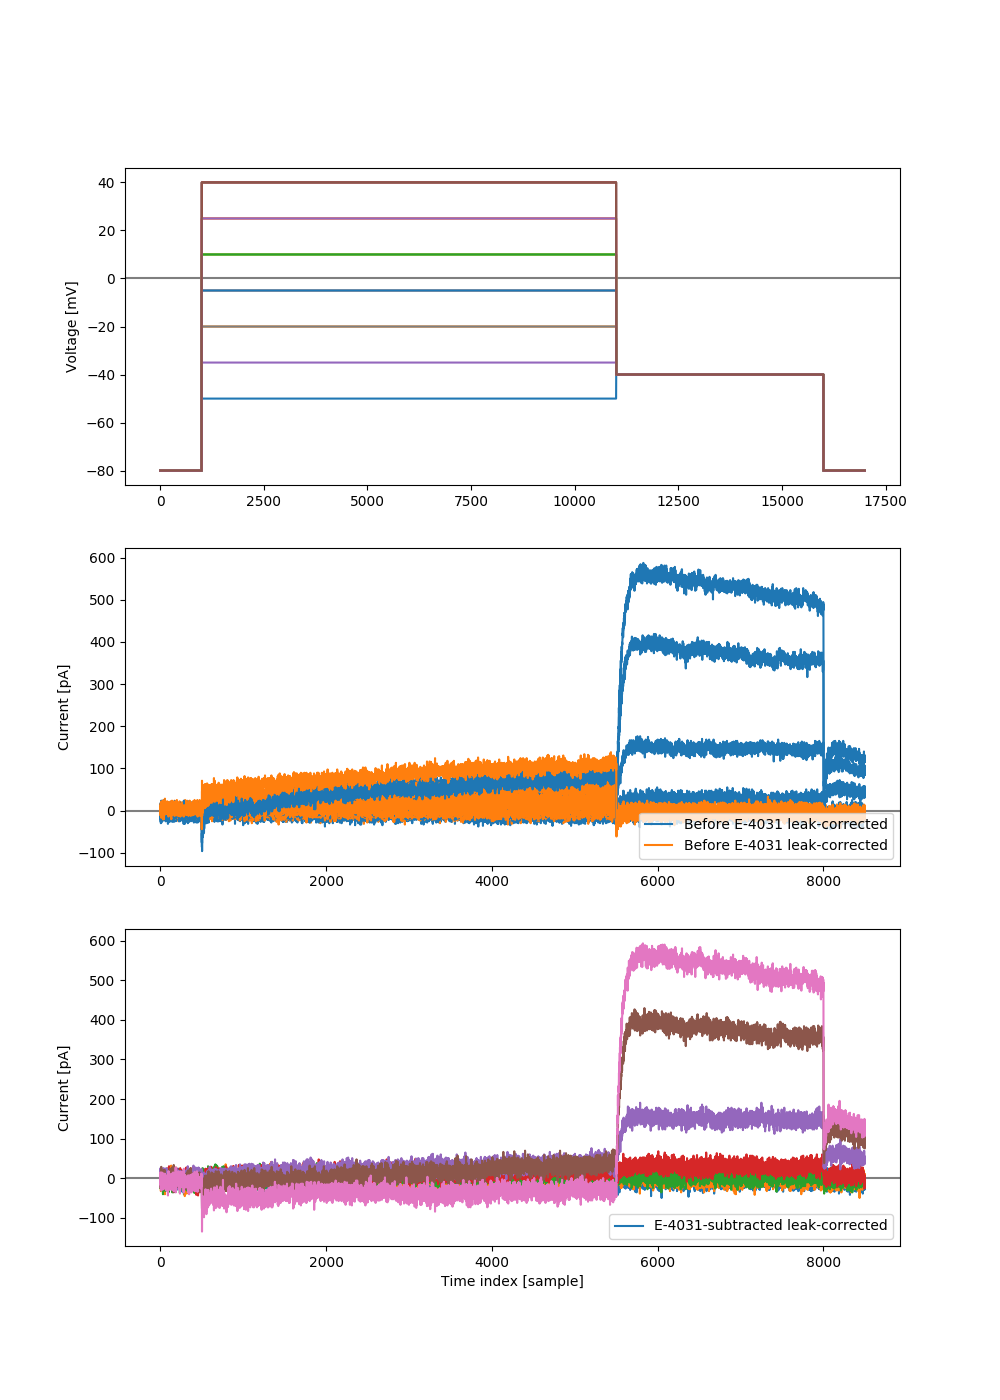 40
20
0
−20
−40
−60
−80
Voltage [mV]
0 2500 5000 7500 10000 12500 15000 17500
600
500
400
300
200
100
0
−100
Current [pA]
Before E-4031 leak-corrected
Before E-4031 leak-corrected
0 2000 4000 6000 8000
600
500
400
300
200
100
0
−100
Current [pA]
E-4031-subtracted leak-corrected
0 2000 4000 6000 8000
Time index [sample]